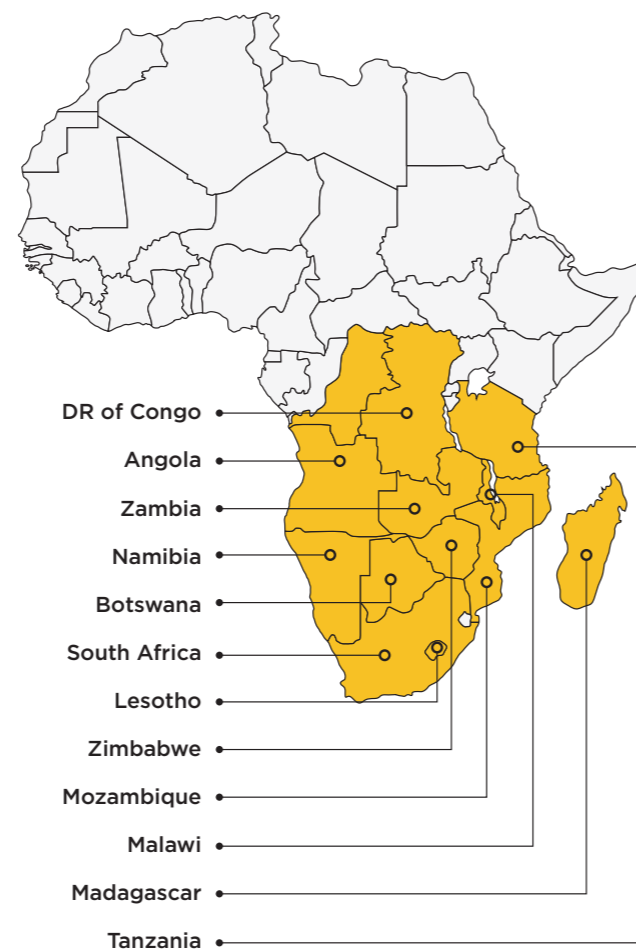 DR of Congo
Angola
Zambia
Namibia
Botswana
South Africa
Lesotho
Zimbabwe
Mozambique
Malawi
Madagascar
Tanzania